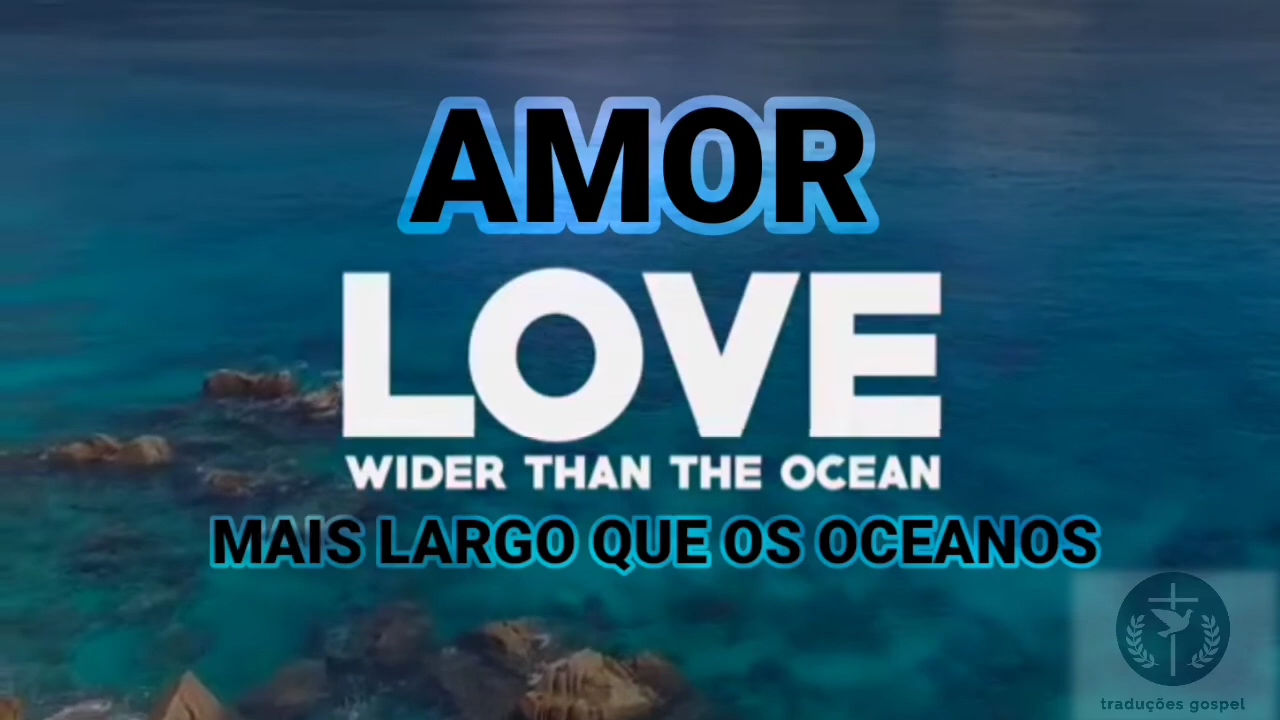 AMOR
LOVE
WIDER THAN THE OCEAN
MAIS LARGO QUE OS OCEANOS
traduções gospel